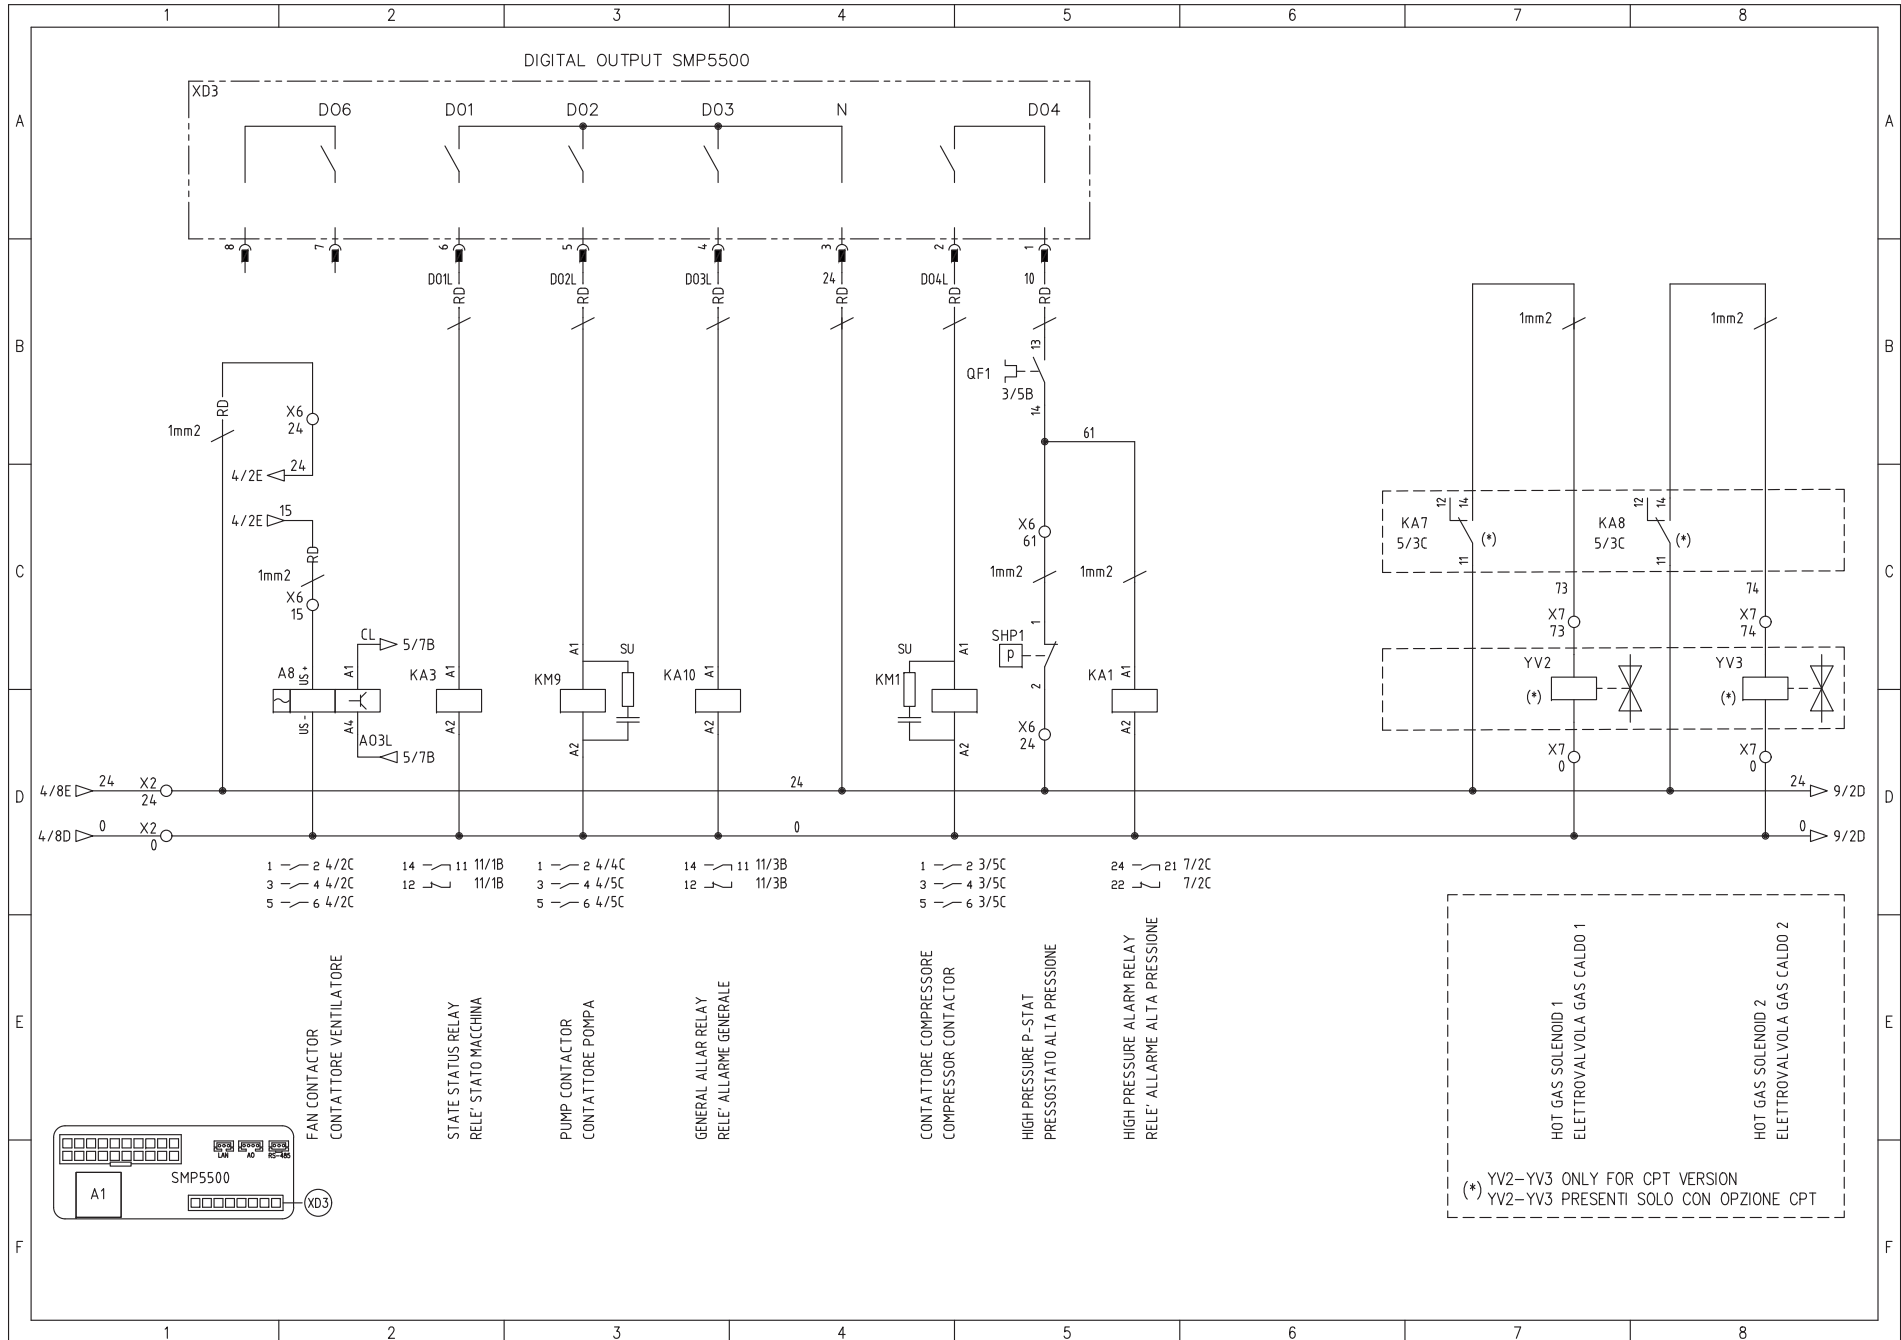 1 2 3 4 5 6 7 8
DIGITAL OUTPUT SMP5500
XD3
DO6 DO1 DO2 DO3 N DO4
A A
8 7 6 5 4 3 2 1
DO1L DO2L DO3L 24 DO4L 10
RD RD RD RD RD RD
1mm2 1mm2
B B
13
QF1
3/5B
14
RD
X6
24
1mm2
61
4/2E 24
4/2E 15
RD
12 14 12 14
KA7 KA8
5/3C (*) 5/3C (*)
11 11
X6
61
C C
1mm2 1mm2 1mm2
X6
15
73 74
X7 X7
73 74
CL 5/7B
1
SHP1
P
2
A8 US+ A1
KA3 A1
A1 SU
KM9
KA10 A1
SU A1
KM1
KA1 A1
YV2 YV3
(*) (*)
US- A4
A2 A2 A2 A2 A2
AO3L
5/7B
X6
24
X7 X7
0 0
4/8E 24 X2
24
24
24 9/2D
D D
4/8D 0 X2
0
0
0 9/2D
1 2 4/2C 14 11 11/1B 1 2 4/4C 14 11 11/3B 1 2 3/5C 24 21 7/2C
3 4 4/2C 12 11/1B 3 4 4/5C 12 11/3B 3 4 3/5C 22 7/2C
5 6 4/2C 5 6 4/5C 5 6 3/5C
E E
FAN CONTACTOR
CONTATTORE VENTILATORE
STATE STATUS RELAY
RELE' STATO MACCHINA
PUMP CONTACTOR
CONTATTORE POMPA
GENERAL ALLAR RELAY
RELE' ALLARME GENERALE
CONTATTORE COMPRESSORE
COMPRESSOR CONTACTOR
HIGH PRESSURE P-STAT
PRESSOSTATO ALTA PRESSIONE
HIGH PRESSURE ALARM RELAY
RELE' ALLARME ALTA PRESSIONE
HOT GAS SOLENOID 1
ELETTROVALVOLA GAS CALDO 1
HOT GAS SOLENOID 2
ELETTROVALVOLA GAS CALDO 2
LAN AO RS-485
SMP5500
A1
XD3
(*) YV2-YV3 ONLY FOR CPT VERSION
YV2-YV3 PRESENTI SOLO CON OPZIONE CPT
F F
1 2 3 4 5 6 7 8